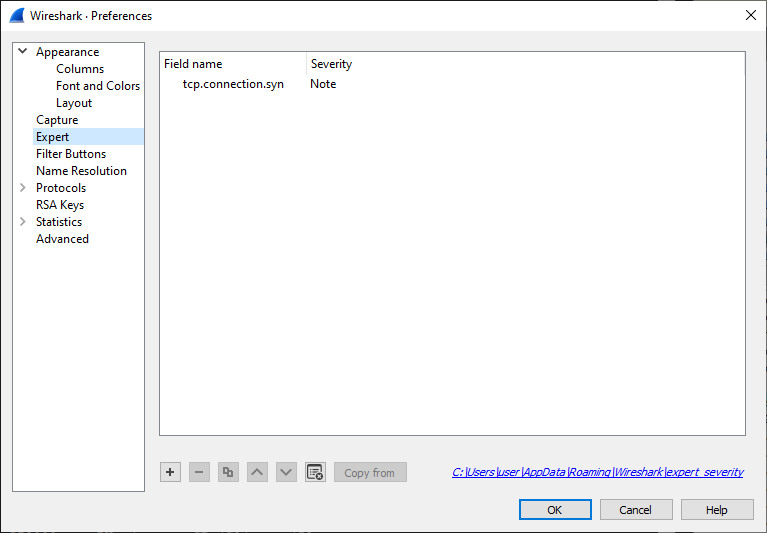 Wireshark · Preferences
Appearance
Columns
Font and Colors
Layout
Capture
Expert
Filter Buttons
Name Resolution
Protocols
RSA Keys
Statistics
Advanced
Field name Severity
tcp.connection.syn Note
Copy from
C:\Users\user\AppData\Roaming\Wireshark\expert_severity
OK Cancel Help